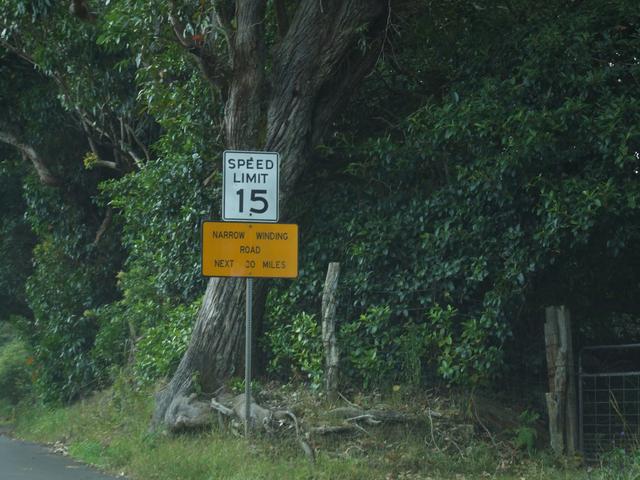 SPEED
LIMIT
15
NARROW WINDING
ROAD
NEXT 30 MILES